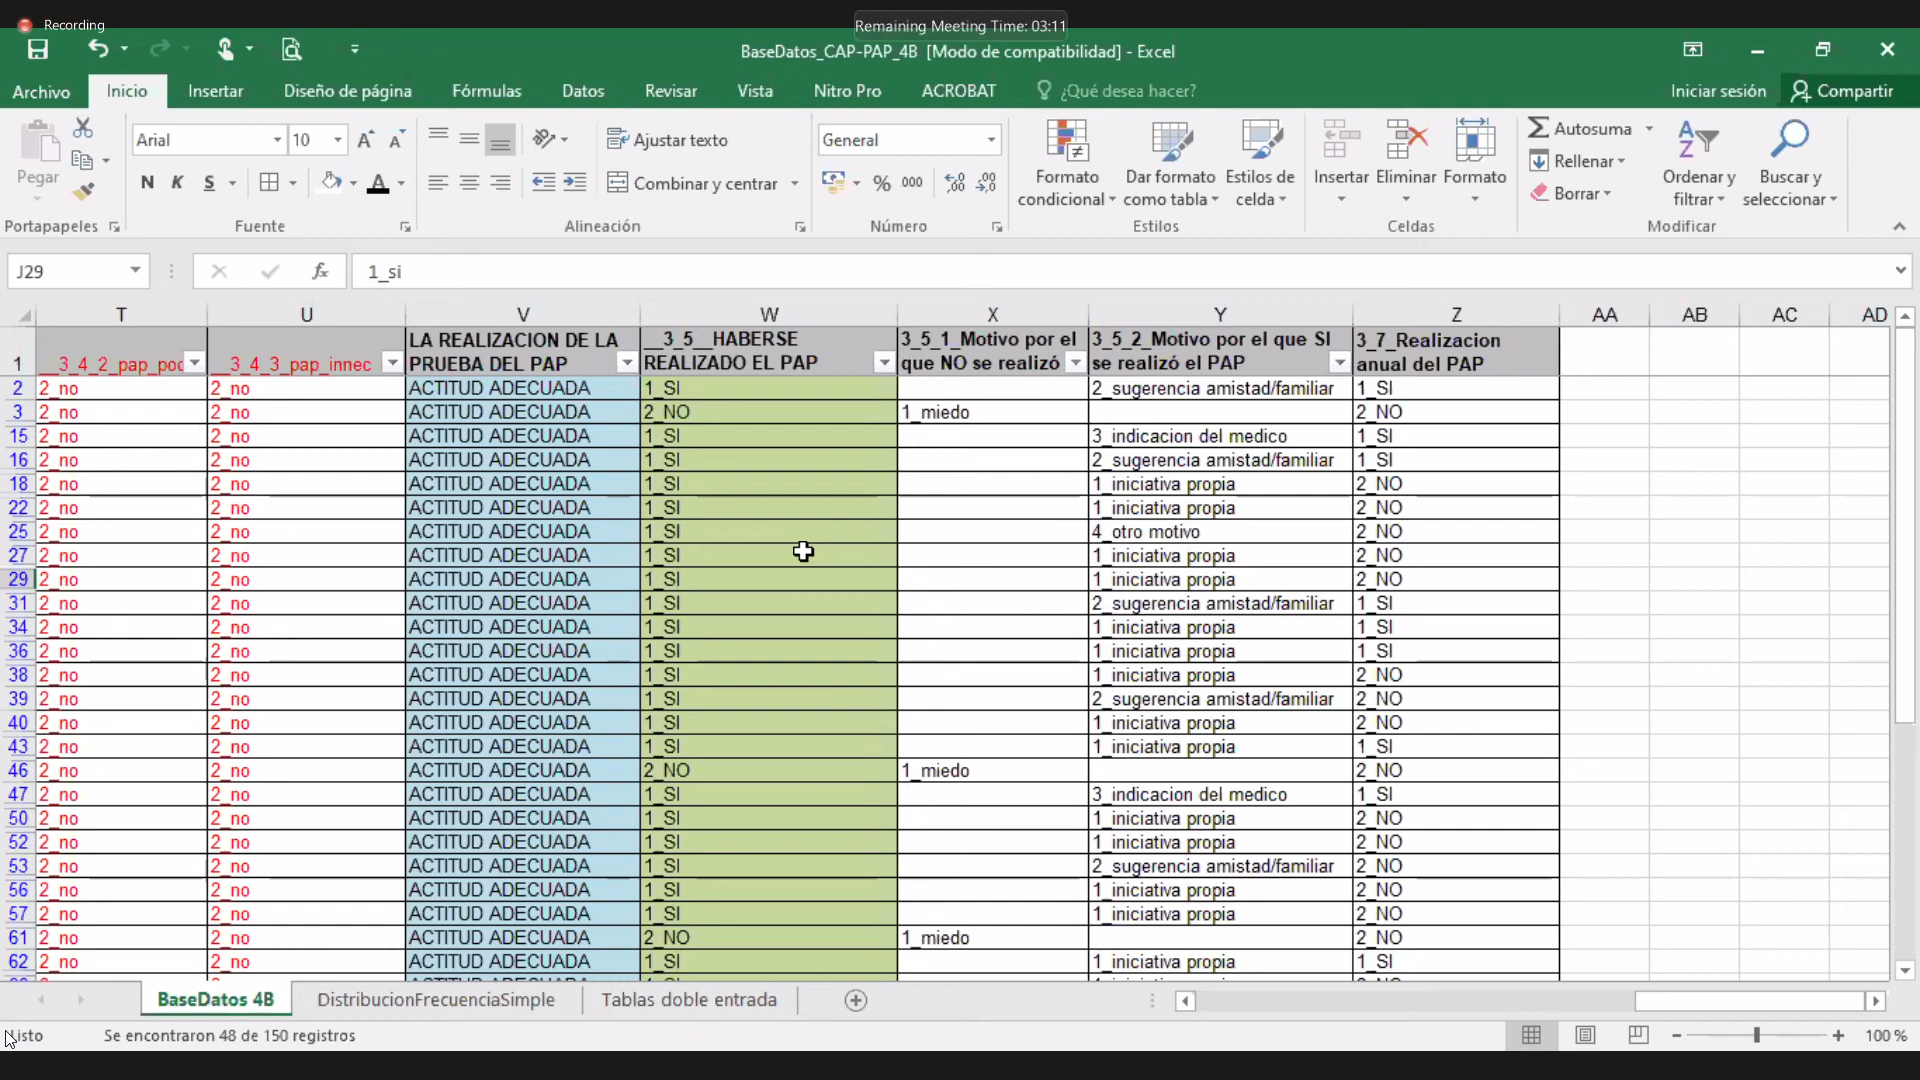 Recording
Remaining Meeting Time: 03:11
BaseDatos_CAP-PAP_4B [Modo de compatibilidad] - Excel
Archivo Inicio Insertar Diseño de página Fórmulas Datos Revisar Vista Nitro Pro ACROBAT ¿Qué desea hacer? Iniciar sesión Compartir
Pegar
Arial 10
N K S
Ajustar texto
Combinar y centrar
General
% 000
Formato condicional
Dar formato como tabla
Estilos de celda
Insertar Eliminar Formato
Autosuma
Rellenar
Borrar
Ordenar y filtrar
Buscar y seleccionar
Portapapeles Fuente Alineación Número Estilos Celdas Modificar
J29 fx 1_si
T U V W X Y Z AA AB AC AD
1 __3_4_2_pap_poc __3_4_3_pap_innec LA REALIZACION DE LA PRUEBA DEL PAP __3_5__HABERSE REALIZADO EL PAP 3_5_1_Motivo por el que NO se realizó 3_5_2_Motivo por el que SI se realizó el PAP 3_7_Realizacion anual del PAP
2 2_no 2_no ACTITUD ADECUADA 1_SI 2_sugerencia amistad/familiar 1_SI
3 2_no 2_no ACTITUD ADECUADA 2_NO 1_miedo 2_NO
15 2_no 2_no ACTITUD ADECUADA 1_SI 3_indicacion del medico 1_SI
16 2_no 2_no ACTITUD ADECUADA 1_SI 2_sugerencia amistad/familiar 1_SI
18 2_no 2_no ACTITUD ADECUADA 1_SI 1_iniciativa propia 2_NO
22 2_no 2_no ACTITUD ADECUADA 1_SI 1_iniciativa propia 2_NO
25 2_no 2_no ACTITUD ADECUADA 1_SI 4_otro motivo 2_NO
27 2_no 2_no ACTITUD ADECUADA 1_SI 1_iniciativa propia 2_NO
29 2_no 2_no ACTITUD ADECUADA 1_SI 1_iniciativa propia 2_NO
31 2_no 2_no ACTITUD ADECUADA 1_SI 2_sugerencia amistad/familiar 1_SI
34 2_no 2_no ACTITUD ADECUADA 1_SI 1_iniciativa propia 1_SI
36 2_no 2_no ACTITUD ADECUADA 1_SI 1_iniciativa propia 1_SI
38 2_no 2_no ACTITUD ADECUADA 1_SI 1_iniciativa propia 2_NO
39 2_no 2_no ACTITUD ADECUADA 1_SI 2_sugerencia amistad/familiar 2_NO
40 2_no 2_no ACTITUD ADECUADA 1_SI 1_iniciativa propia 2_NO
43 2_no 2_no ACTITUD ADECUADA 1_SI 1_iniciativa propia 1_SI
46 2_no 2_no ACTITUD ADECUADA 2_NO 1_miedo 2_NO
47 2_no 2_no ACTITUD ADECUADA 1_SI 3_indicacion del medico 1_SI
50 2_no 2_no ACTITUD ADECUADA 1_SI 1_iniciativa propia 2_NO
52 2_no 2_no ACTITUD ADECUADA 1_SI 1_iniciativa propia 2_NO
53 2_no 2_no ACTITUD ADECUADA 1_SI 2_sugerencia amistad/familiar 2_NO
56 2_no 2_no ACTITUD ADECUADA 1_SI 1_iniciativa propia 2_NO
57 2_no 2_no ACTITUD ADECUADA 1_SI 1_iniciativa propia 2_NO
61 2_no 2_no ACTITUD ADECUADA 2_NO 1_miedo 2_NO
62 2_no 2_no ACTITUD ADECUADA 1_SI 1_iniciativa propia 1_SI
BaseDatos 4B DistribucionFrecuenciaSimple Tablas doble entrada
Listo Se encontraron 48 de 150 registros 100 %